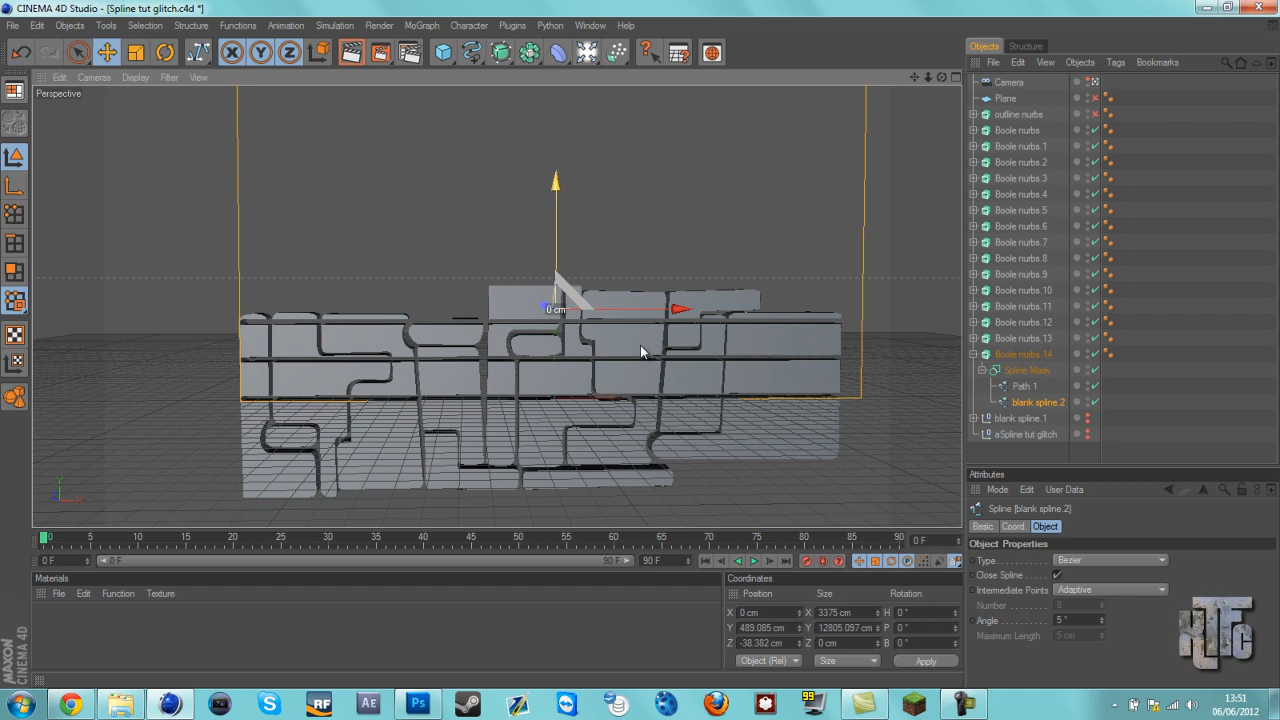 CINEMA 4D Studio - [Spline tut glitch.c4d *]
File Edit Objects Tools Selection Structure Functions Animation Simulation Render MoGraph Character Plugins Python Window Help
Edit Cameras Display Filter View
Perspective
0 cm
Y
X
Z
Objects Structure
File Edit View Objects Tags Bookmarks
Camera
Plane
outline nurbs
Boole nurbs
Boole nurbs.1
Boole nurbs.2
Boole nurbs.3
Boole nurbs.4
Boole nurbs.5
Boole nurbs.6
Boole nurbs.7
Boole nurbs.8
Boole nurbs.9
Boole nurbs.10
Boole nurbs.11
Boole nurbs.12
Boole nurbs.13
Boole nurbs.14
Spline Mask
Path 1
blank spline.2
blank spline.1
aSpline tut glitch
Attributes
Mode Edit User Data
Spline [blank spline.2]
Basic Coord Object
Object Properties
Type Bezier
Close Spline
Intermediate Points Adaptive
Number 8
Angle 5 °
Maximum Length 5 cm
0 5 10 15 20 25 30 35 40 45 50 55 60 65 70 75 80 85 90 0 F
0 F 0 F 90 F 90 F
Materials
File Edit Function Texture
Coordinates
Position Size Rotation
X 0 cm X 3375 cm H 0 °
Y 489.085 cm Y 12805.097 cm P 0 °
Z -38.382 cm Z 0 cm B 0 °
Object (Rel) Size Apply
MAXON
CINEMA 4D
RF
Ae
Ps
99
13:51
06/06/2012